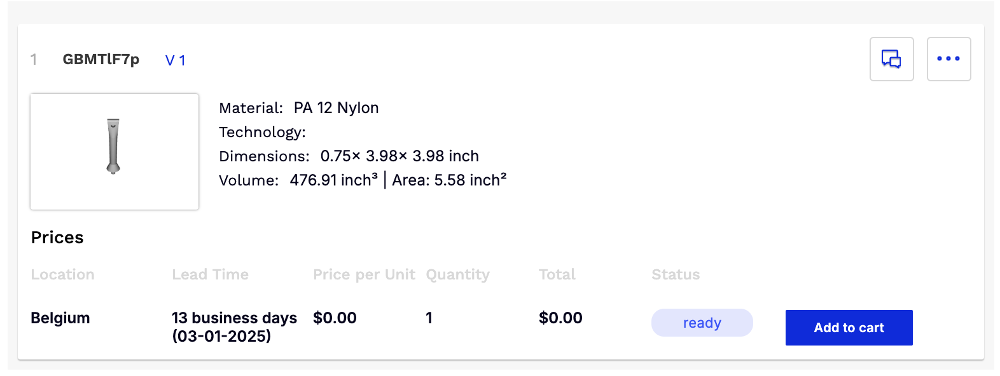 1 GBMTlF7p V 1
Material: PA 12 Nylon
Technology:
Dimensions: 0.75× 3.98× 3.98 inch
Volume: 476.91 inch³ | Area: 5.58 inch²
Prices
Location Lead Time Price per Unit Quantity Total Status
Belgium 13 business days $0.00 1 $0.00 ready Add to cart
(03-01-2025)